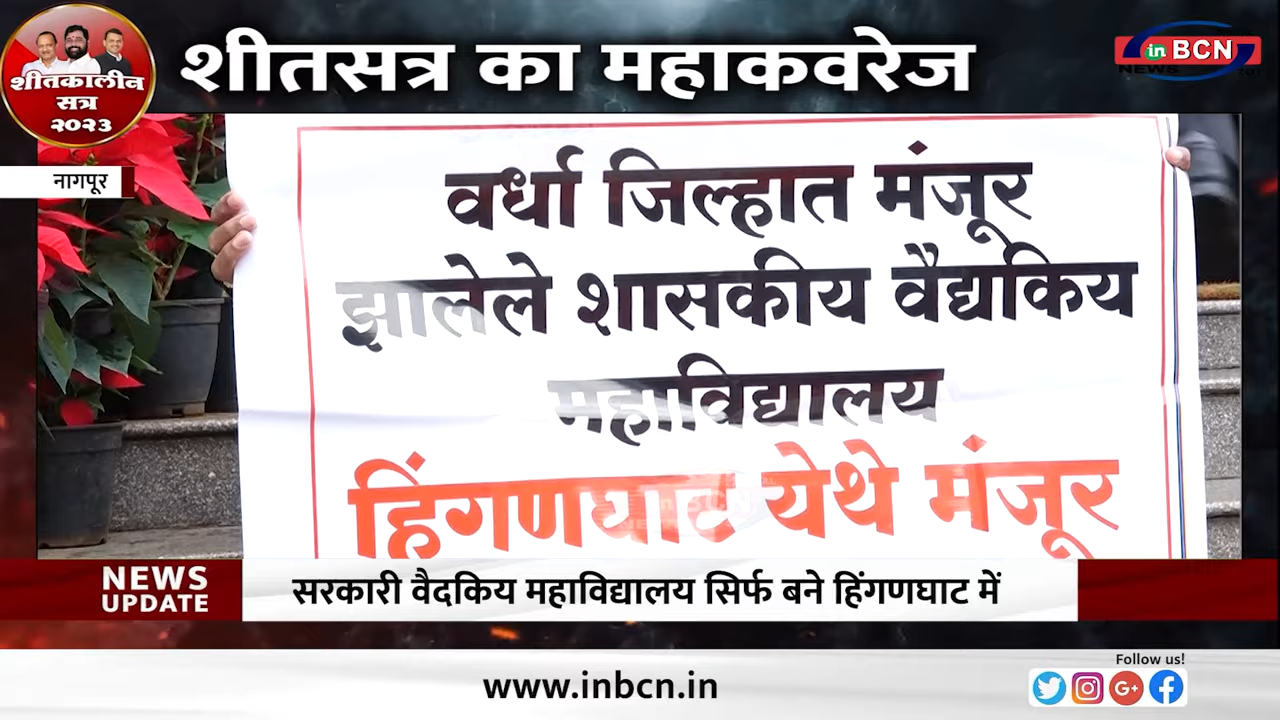 शीतसत्र का महाकवरेज
in BCN
NEWS
शीतकालीन
सत्र
२०२३
नागपूर
वर्धा जिल्हात मंजूर
झालेले शासकीय वैद्यकिय
महाविद्यालय
हिंगणघाट येथे मंजूर
NEWS
UPDATE
सरकारी वैदकिय महाविद्यालय सिर्फ बने हिंगणघाट में
www.inbcn.in
Follow us!